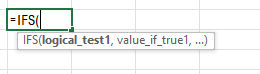 =IFS(
IFS(logical_test1, value_if_true1, ...)